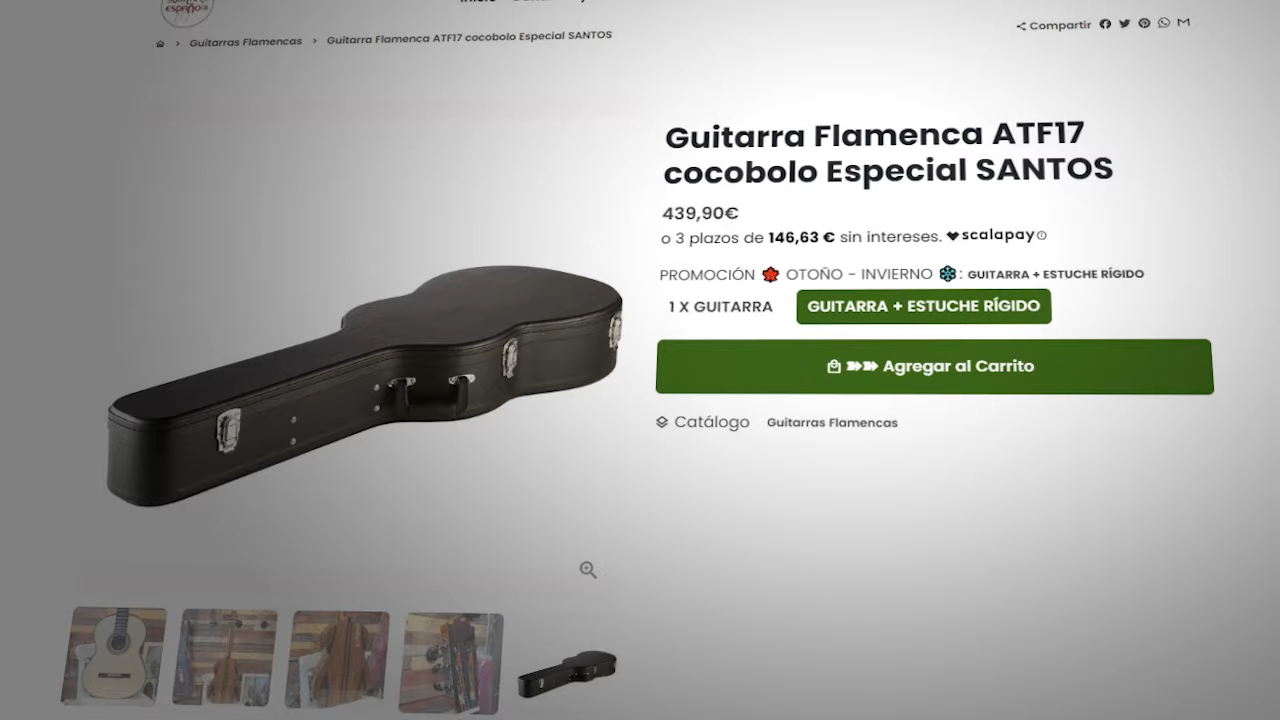 ESPAÑOLA
Guitarras Flamencas > Guitarra Flamenca ATF17 cocobolo Especial SANTOS
Compartir
Guitarra Flamenca ATF17
cocobolo Especial SANTOS
439,90€
o 3 plazos de 146,63 € sin intereses. scalapay
PROMOCIÓN OTOÑO - INVIERNO : GUITARRA + ESTUCHE RÍGIDO
1 X GUITARRA
GUITARRA + ESTUCHE RÍGIDO
Agregar al Carrito
Catálogo Guitarras Flamencas